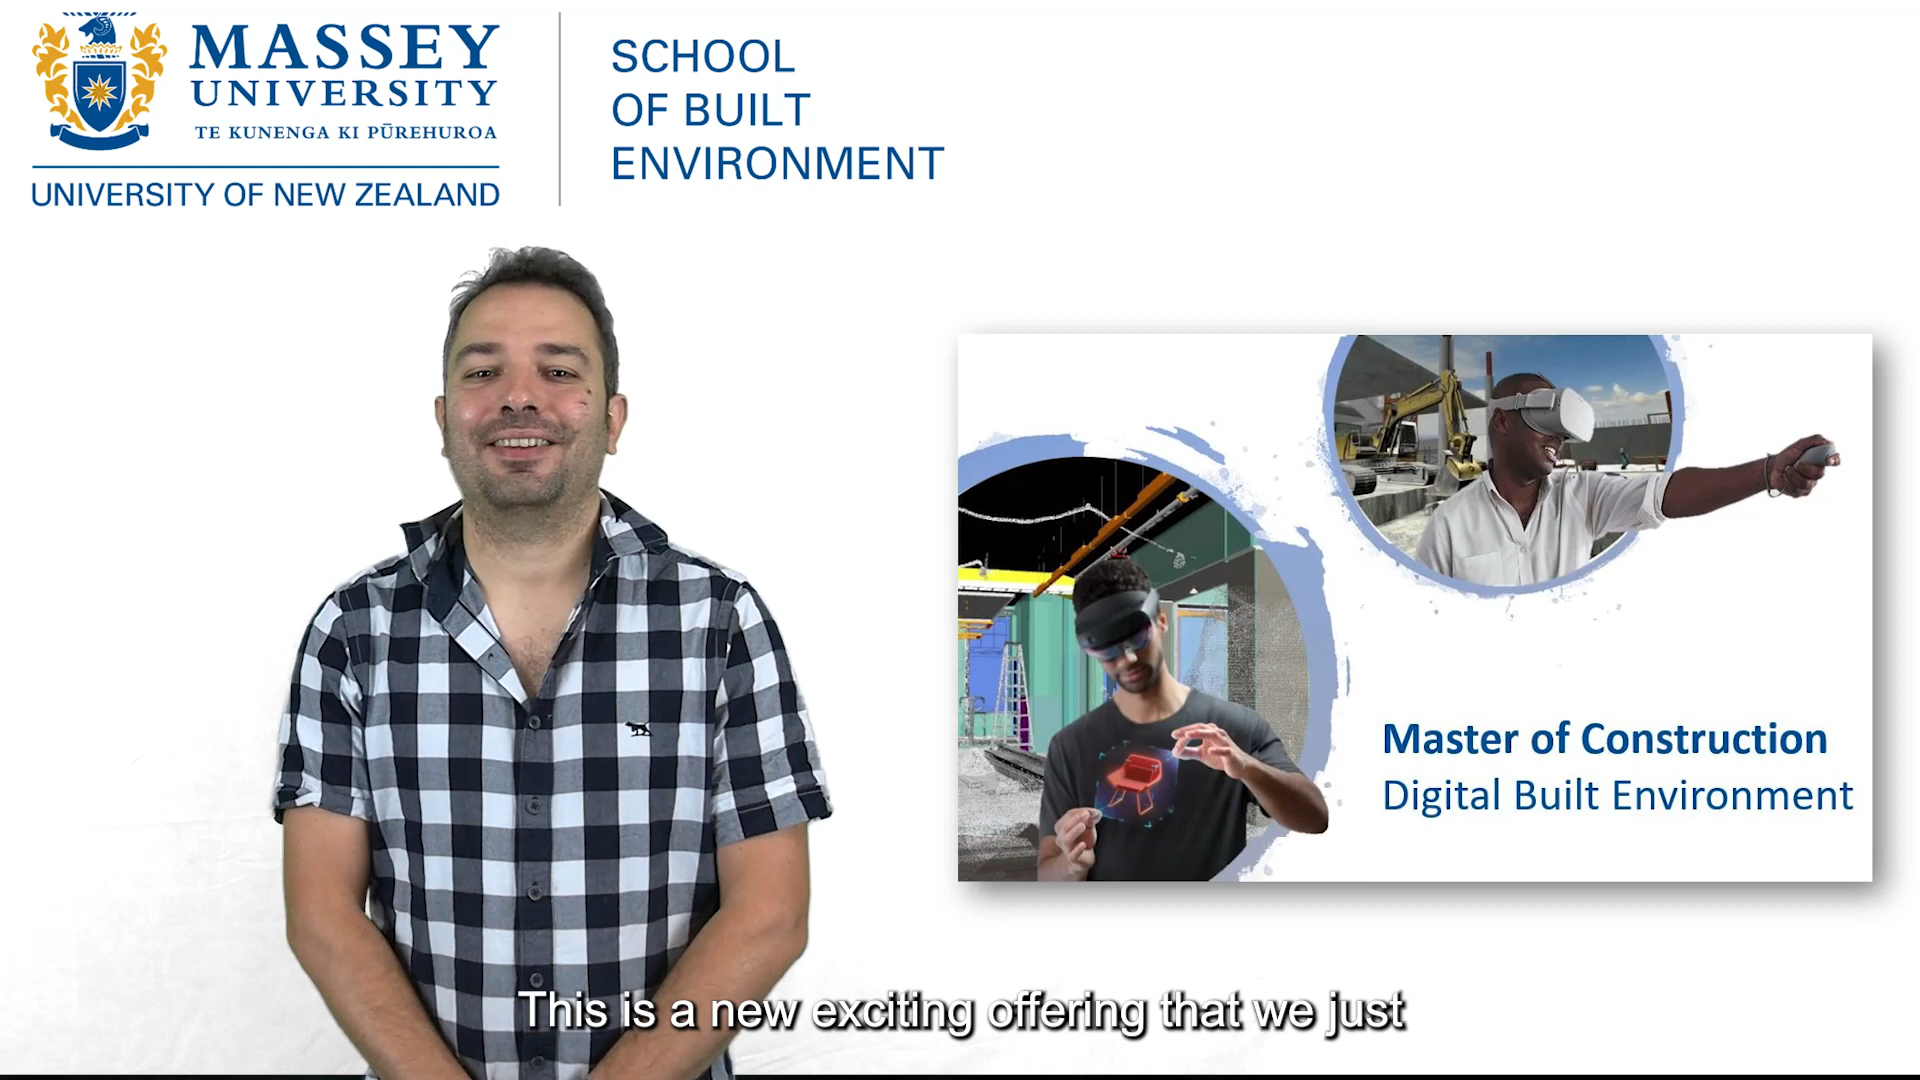 MASSEY
UNIVERSITY
TE KUNENGA KI PŪREHUROA
UNIVERSITY OF NEW ZEALAND
SCHOOL
OF BUILT
ENVIRONMENT
Master of Construction
Digital Built Environment
This is a new exciting offering that we just